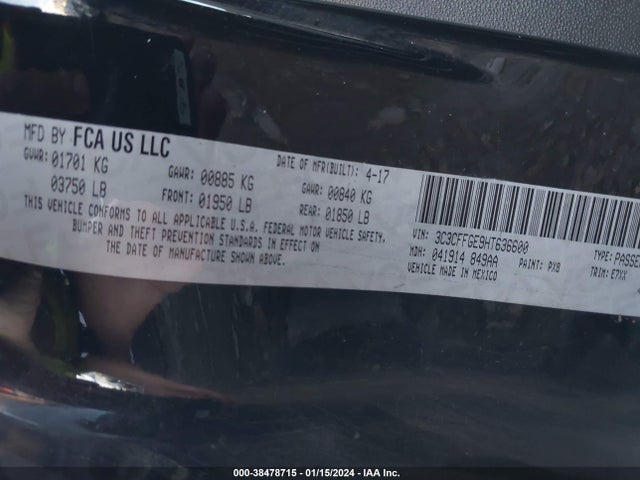 MFD BY FCA US LLC
DATE OF MFR(BUILT): 4-17
GVWR: 01701 KG GAWR: 00885 KG GAWR: 00840 KG
03750 LB FRONT: 01950 LB REAR: 01850 LB
THIS VEHICLE CONFORMS TO ALL APPLICABLE U.S.A. FEDERAL MOTOR VEHICLE SAFETY,
BUMPER AND THEFT PREVENTION STANDARDS IN EFFECT ON
THE DATE OF MANUFACTURE SHOWN ABOVE.
VIN: 3C3CFFGE9HT636600 TYPE:
MDH: 041914 849AA PAINT: PX8 TRIM: E7XX
VEHICLE MADE IN MEXICO
000-38478715 - 01/15/2024 - IAA Inc.